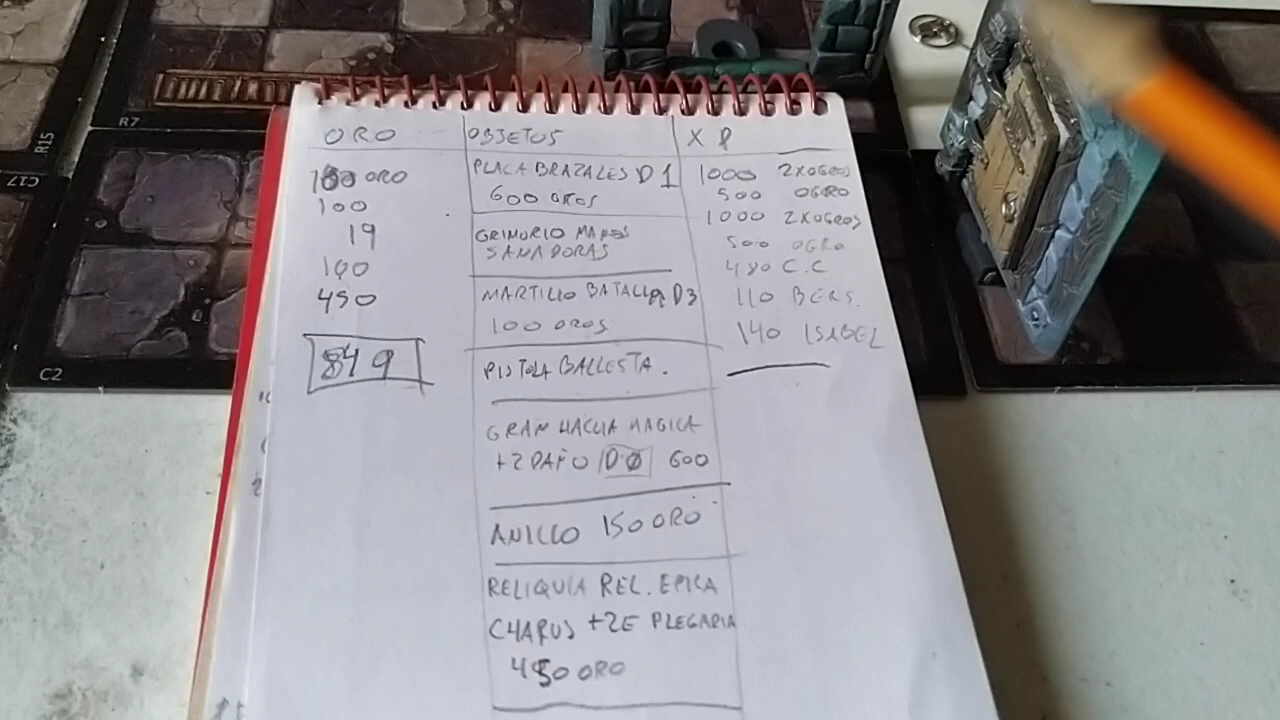 ORO
100 ORO
100
19
100
450
849
OBJETOS
PLACA BRAZALES D1
600 OROS
GRIMORIO MANOS
SANADORAS
MARTILLO BATALLA D3
100 OROS
PISTOLA BALLESTA.
GRAN HACHA MAGICA
+2 DAÑO D0 600
ANILLO 150 ORO
RELIQUIA REL. EPICA
CHARUS +2E PLEGARIA
450 ORO
XP
1000 2XOGROS
500 OGRO
1000 2XOGROS
500 OGRO
480 C.C
110 BERS.
140 ISABEL
R7
R15
C17
C2